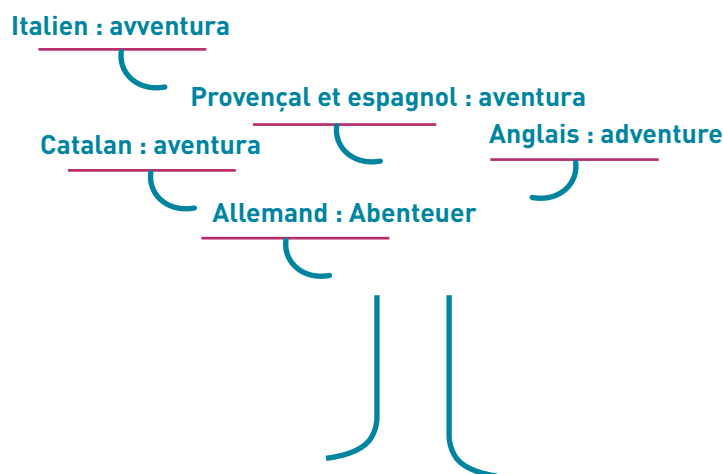 Italien : avventura
Provençal et espagnol : aventura
Anglais : adventure
Catalan : aventura
Allemand : Abenteuer